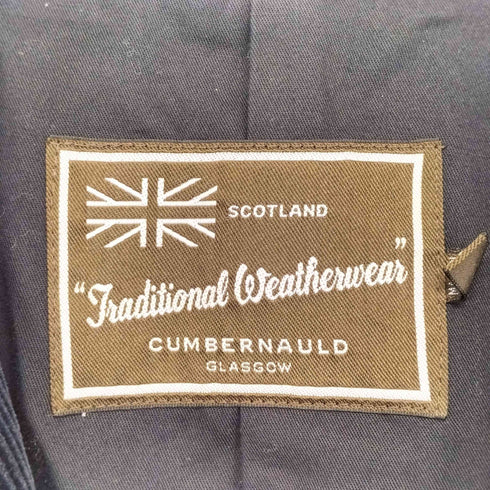 SCOTLAND
"Traditional Weatherwear"
CUMBERNAULD
GLASGOW